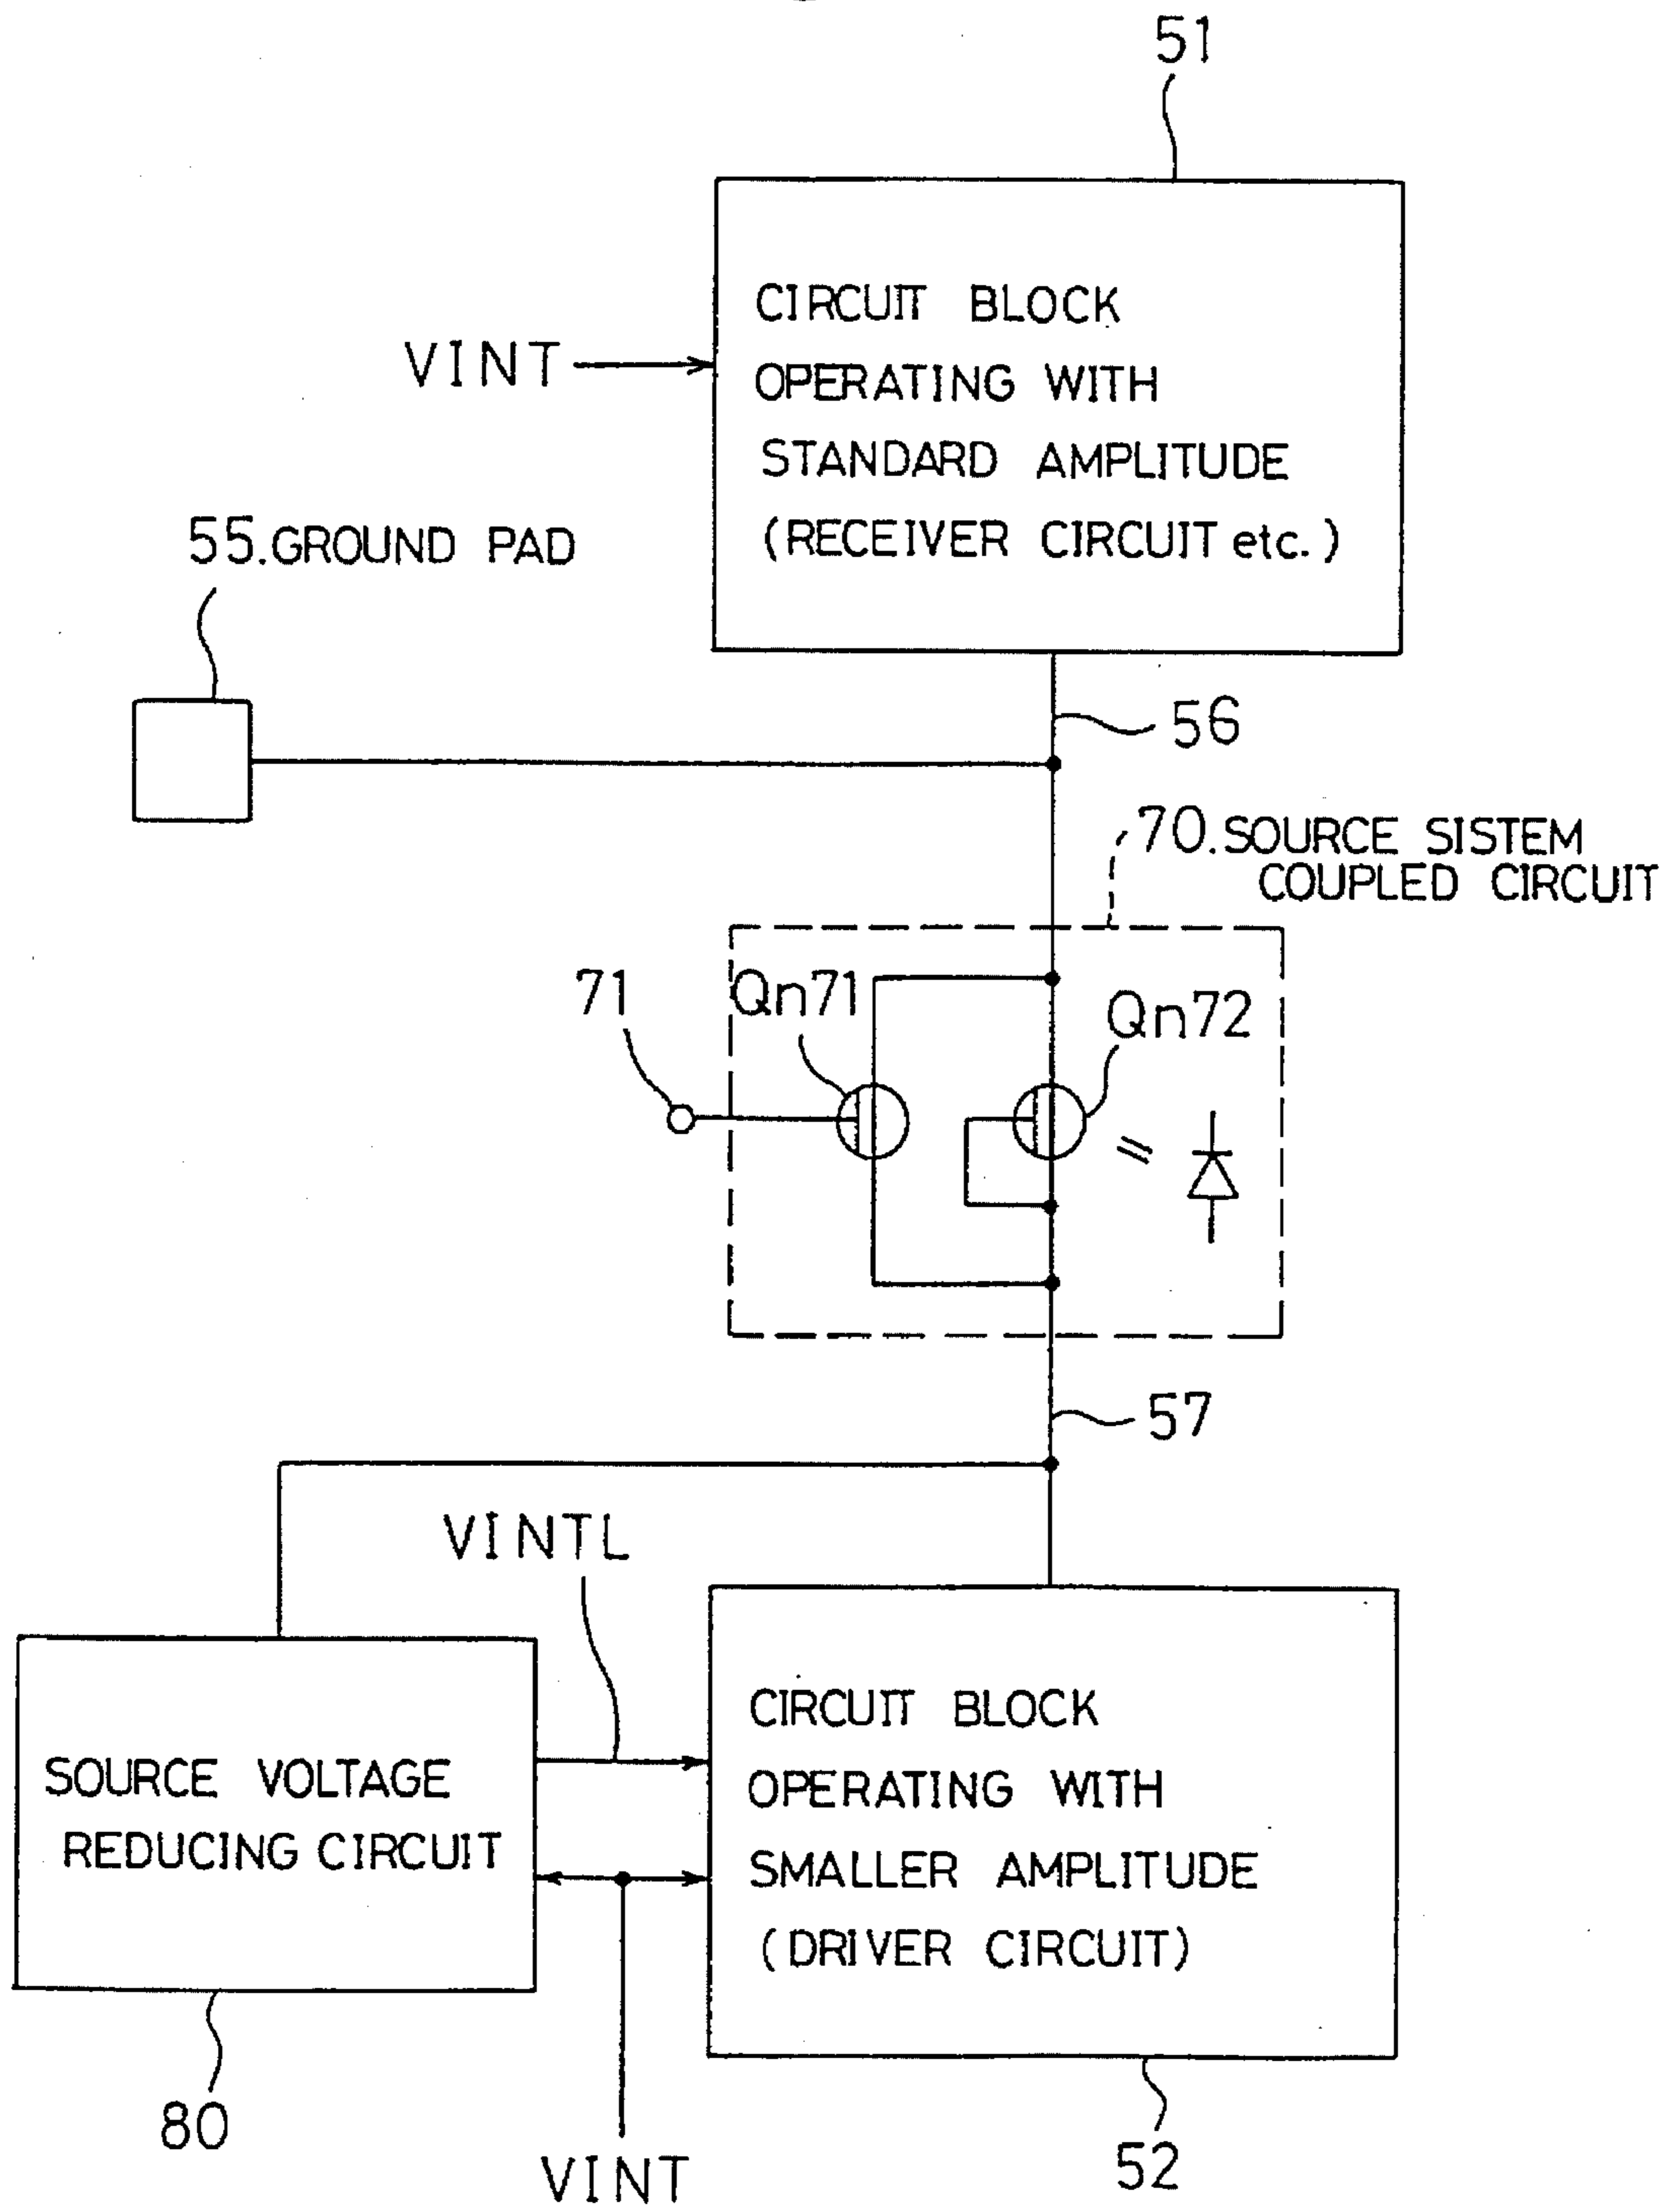 51
CIRCUIT BLOCK
OPERATING WITH
STANDARD AMPLITUDE
(RECEIVER CIRCUIT etc.)
VINT
55.GROUND PAD
56
70.SOURCE SISTEM
COUPLED CIRCUIT
71
Qn71
Qn72
57
VINTL
SOURCE VOLTAGE
REDUCING CIRCUIT
CIRCUIT BLOCK
OPERATING WITH
SMALLER AMPLITUDE
(DRIVER CIRCUIT)
80
VINT
52